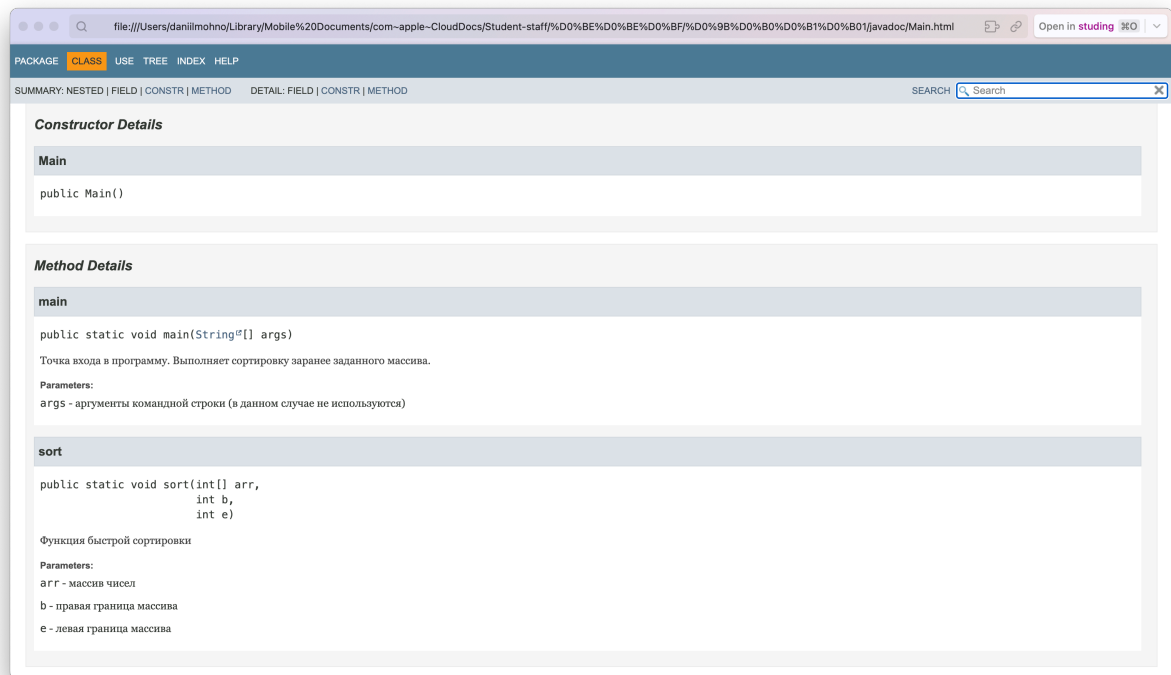 file:///Users/daniilmohno/Library/Mobile%20Documents/com~apple~CloudDocs/Student-staff/%D0%BE%D0%BE%D0%BF/%D0%9B%D0%B0%D0%B1%D0%B01/javadoc/Main.html
Open in studing ⌘O
PACKAGE CLASS USE TREE INDEX HELP
SUMMARY: NESTED | FIELD | CONSTR | METHOD DETAIL: FIELD | CONSTR | METHOD SEARCH Search
Constructor Details
Main
public Main()
Method Details
main
public static void main(String[] args)
Точка входа в программу. Выполняет сортировку заранее заданного массива.
Parameters:
args - аргументы командной строки (в данном случае не используются)
sort
public static void sort(int[] arr,
int b,
int e)
Функция быстрой сортировки
Parameters:
arr - массив чисел
b - правая граница массива
e - левая граница массива